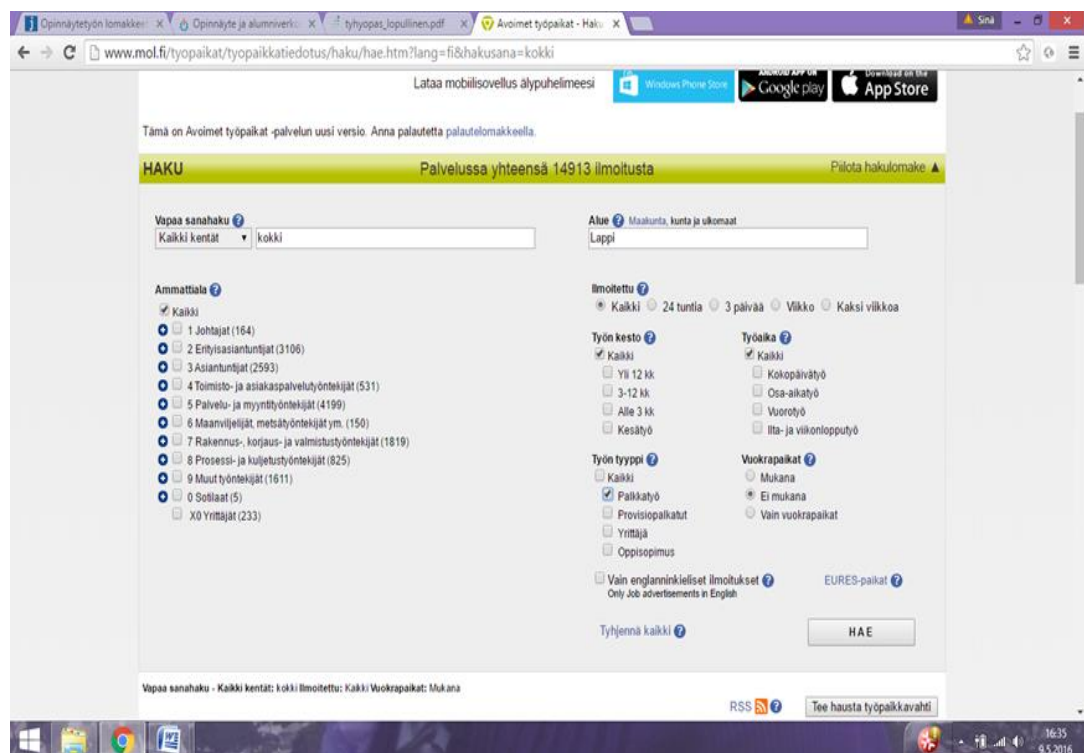 Opinnäytetyön lomakkee
Opinnäyte ja alumniverko
tyhyopas_lopullinen.pdf
Avoimet työpaikat - Haku
Sinä
www.mol.fi/tyopaikat/tyopaikkatiedotus/haku/hae.htm?lang=fi&hakusana=kokki
Lataa mobiilisovellus älypuhelimeesi
Windows Phone Store
ANDROID APP ON
Google play
Download on the
App Store
Tämä on Avoimet työpaikat -palvelun uusi versio. Anna palautetta palautelomakkeella.
HAKU Palvelussa yhteensä 14913 ilmoitusta Piilota hakulomake ▲
Vapaa sanahaku
Kaikki kentät kokki
Alue Maakunta, kunta ja ulkomaat
Lappi
Ammattiala
Kaikki
1 Johtajat (164)
2 Erityisasiantuntijat (3106)
3 Asiantuntijat (2593)
4 Toimisto- ja asiakaspalvelutyöntekijät (531)
5 Palvelu- ja myyntityöntekijät (4199)
6 Maanviljelijät, metsätyöntekijät ym. (150)
7 Rakennus-, korjaus- ja valmistustyöntekijät (1819)
8 Prosessi- ja kuljetustyöntekijät (825)
9 Muut työntekijät (1611)
0 Sotilaat (5)
X0 Yrittäjät (233)
Ilmoitettu
Kaikki 24 tuntia 3 päivää Viikko Kaksi viikkoa
Työn kesto
Kaikki
Yli 12 kk
3-12 kk
Alle 3 kk
Kesätyö
Työaika
Kaikki
Kokopäivätyö
Osa-aikatyö
Vuorotyö
Ilta- ja viikonlopputyö
Työn tyyppi
Kaikki
Palkkatyö
Provisiopalkatut
Yrittäjä
Oppisopimus
Vuokrapaikat
Mukana
Ei mukana
Vain vuokrapaikat
Vain englanninkieliset ilmoitukset
Only Job advertisements in English
EURES-paikat
Tyhjennä kaikki
HAE
Vapaa sanahaku - Kaikki kentät: kokki Ilmoitettu: Kaikki Vuokrapaikat: Mukana
RSS
Tee hausta työpaikkavahti
16:35
.5.2016